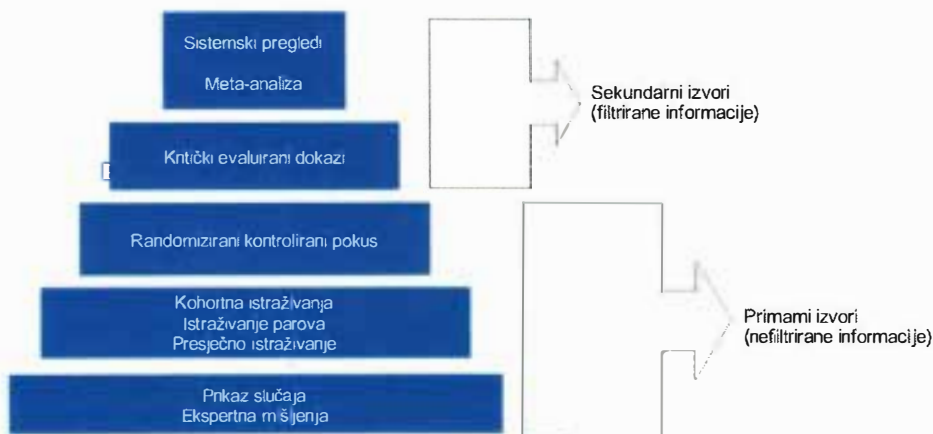 Sistemski pregledi
Meta-analiza
Sekundarni izvori
(filtrirane informacije)
Kritički evaluirani dokazi
Randomizirani kontrolirani pokus
Kohortna istraživanja
Istraživanje parova
Presječno istraživanje
Primarni izvori
(nefiltrirane informacije)
Prikaz slučaja
Ekspertna mišljenja